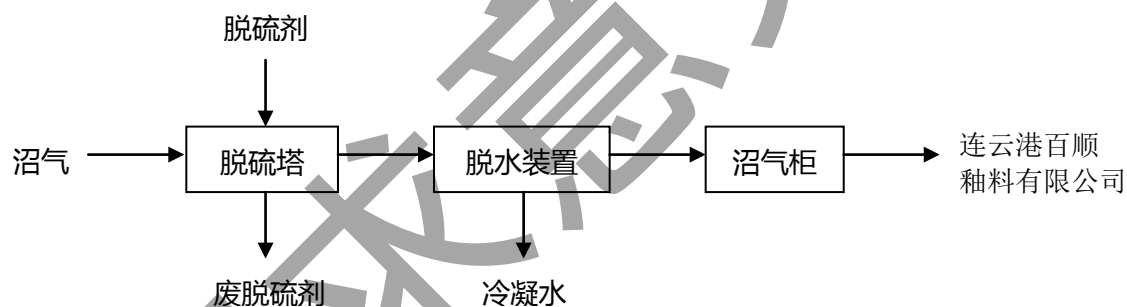 脱硫剂
沼气
脱硫塔
脱水装置
沼气柜
连云港百顺
釉料有限公司
废脱硫剂
冷凝水